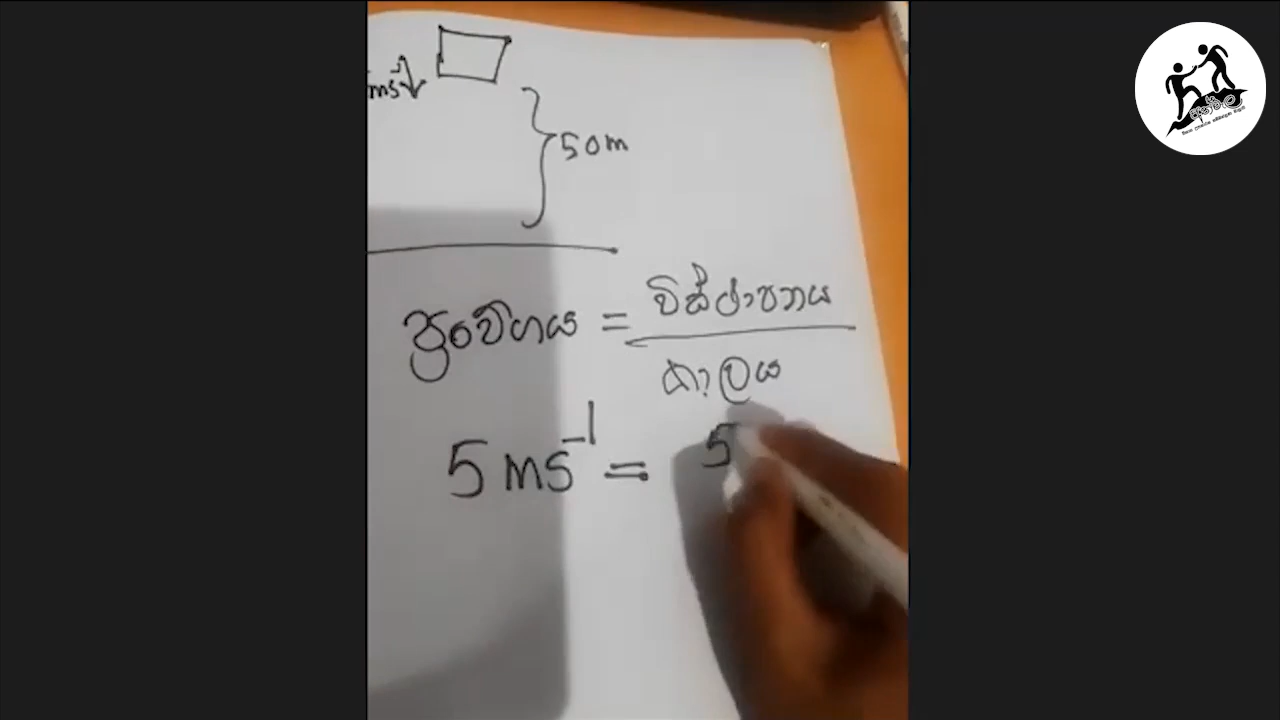 ms⁻¹
50m
ප්‍රවේගය = විස්ථාපනය
කාලය
5 ms⁻¹ = 5